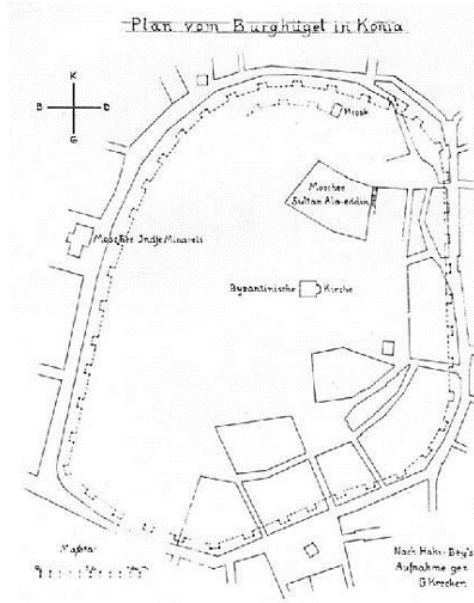 Plan vom Burghügel in Konia
K
B D
G
Kiosk
Moschee
Sultan Ala-eddin
Moschee Indje Minareli
Byzantinische Kirche
Maßstab
Nach Hakı-Bey's
Aufnahme gez.
G. Krecker